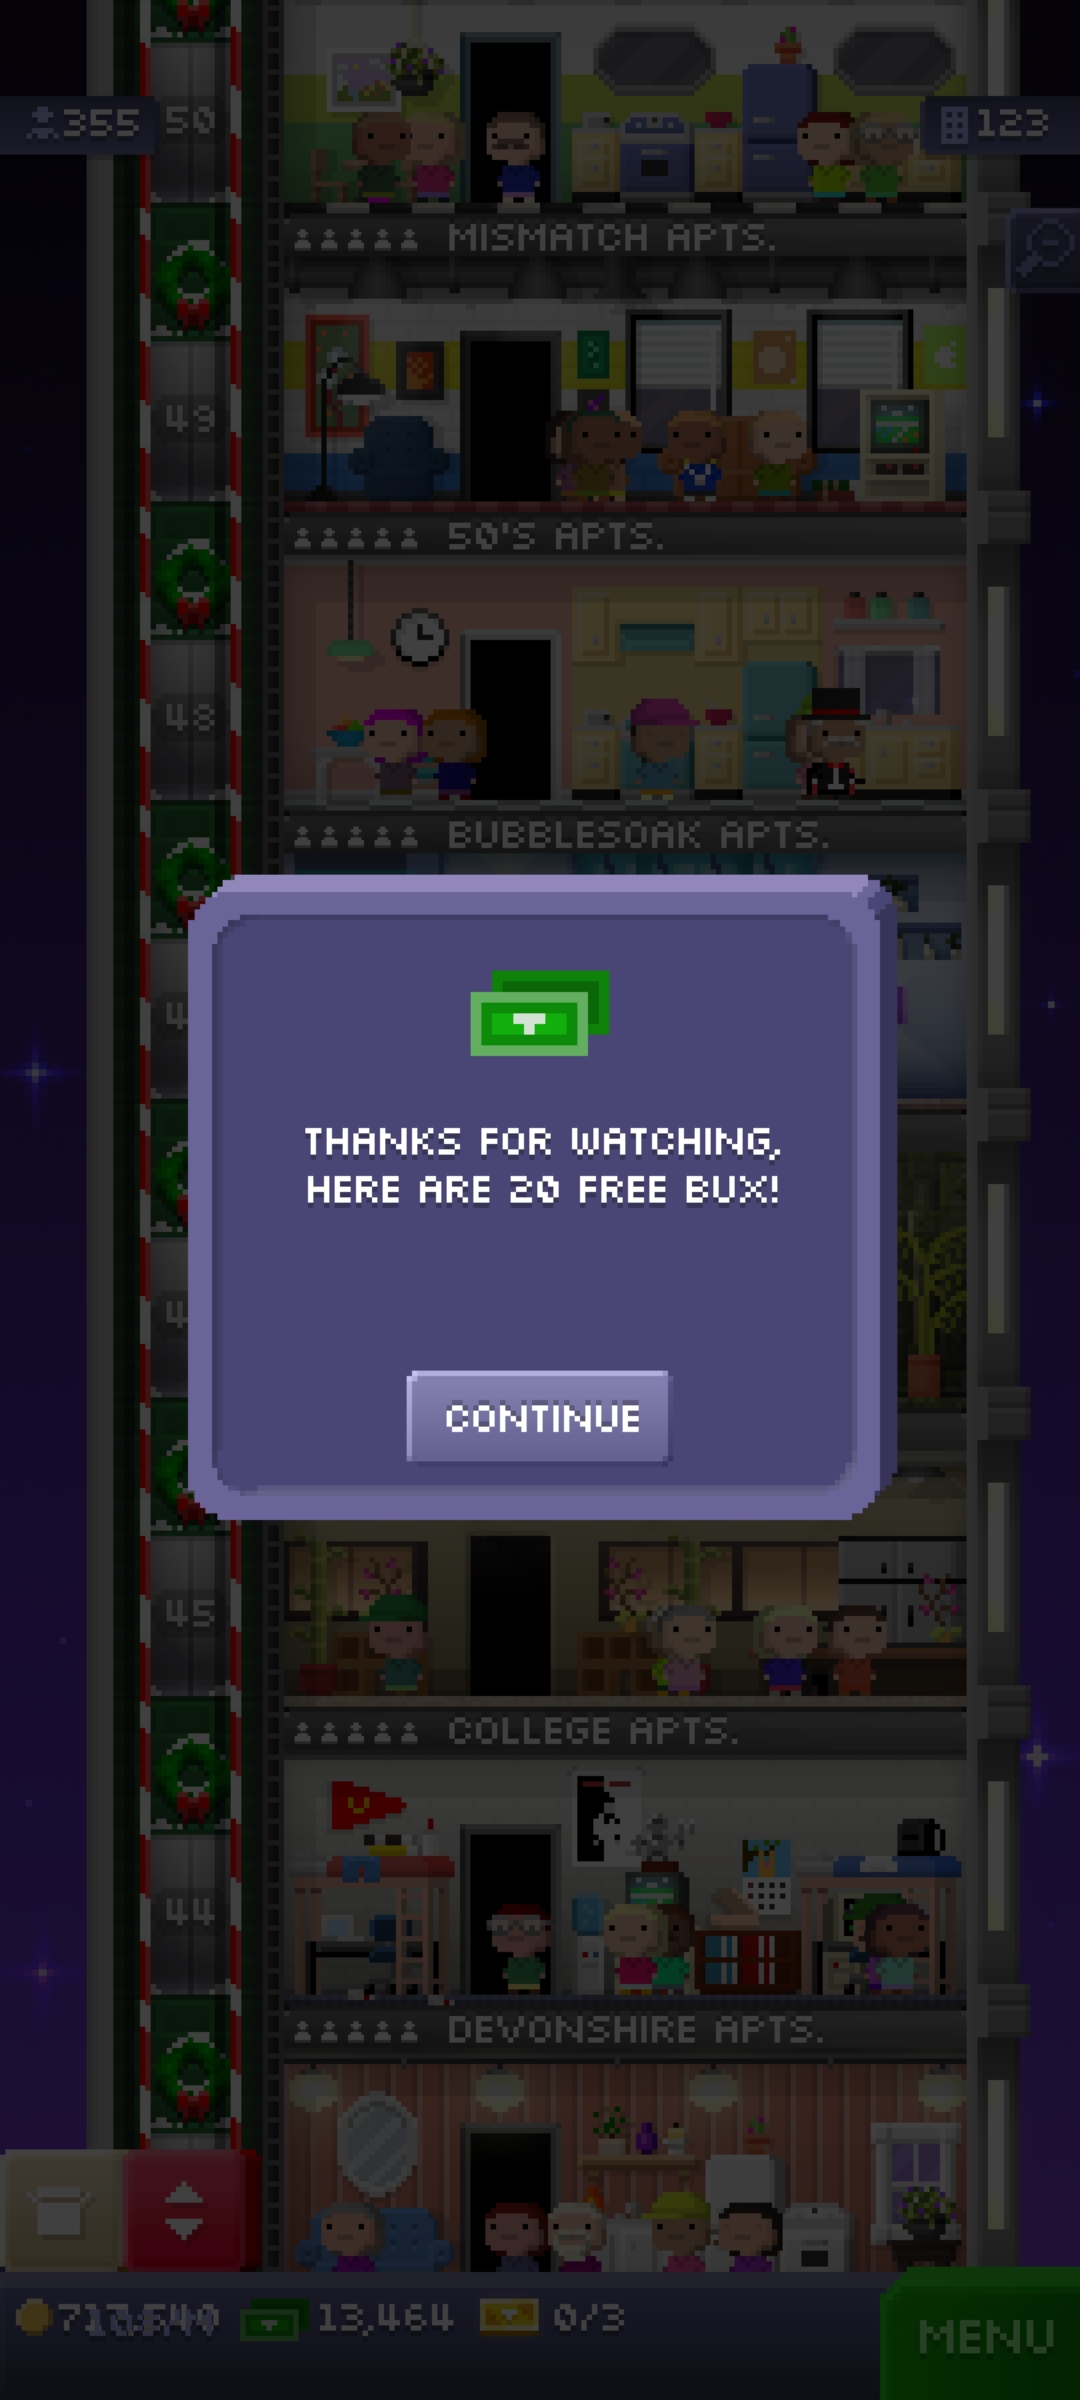 355
50
123
MISMATCH APTS.
49
50'S APTS.
48
BUBBLESOAK APTS.
THANKS FOR WATCHING,
HERE ARE 20 FREE BUX!
CONTINUE
45
COLLEGE APTS.
44
DEVONSHIRE APTS.
13,464
0/3
MENU